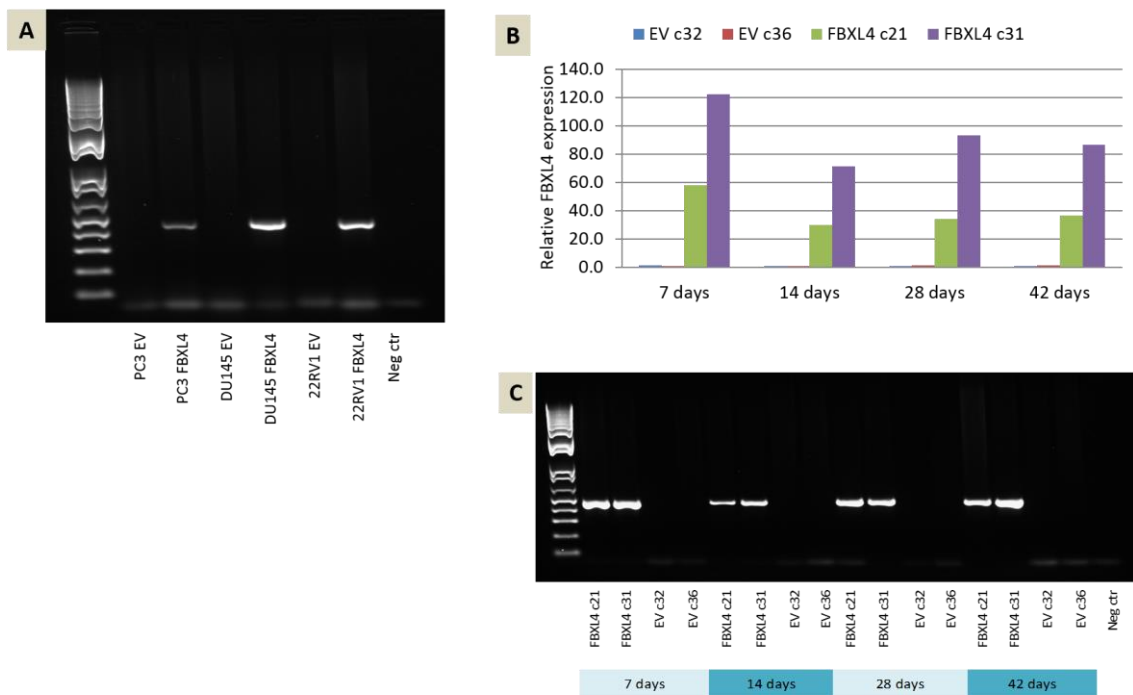 A
PC3 EV
PC3 FBXL4
DU145 EV
DU145 FBXL4
22RV1 EV
22RV1 FBXL4
Neg ctr
B
EV c32 EV c36 FBXL4 c21 FBXL4 c31
Relative FBXL4 expression
140.0
120.0
100.0
80.0
60.0
40.0
20.0
0.0
7 days 14 days 28 days 42 days
C
FBXL4 c21
FBXL4 c31
EV c32
EV c36
FBXL4 c21
FBXL4 c31
EV c32
EV c36
FBXL4 c21
FBXL4 c31
EV c32
EV c36
FBXL4 c21
FBXL4 c31
EV c32
EV c36
Neg ctr
7 days 14 days 28 days 42 days